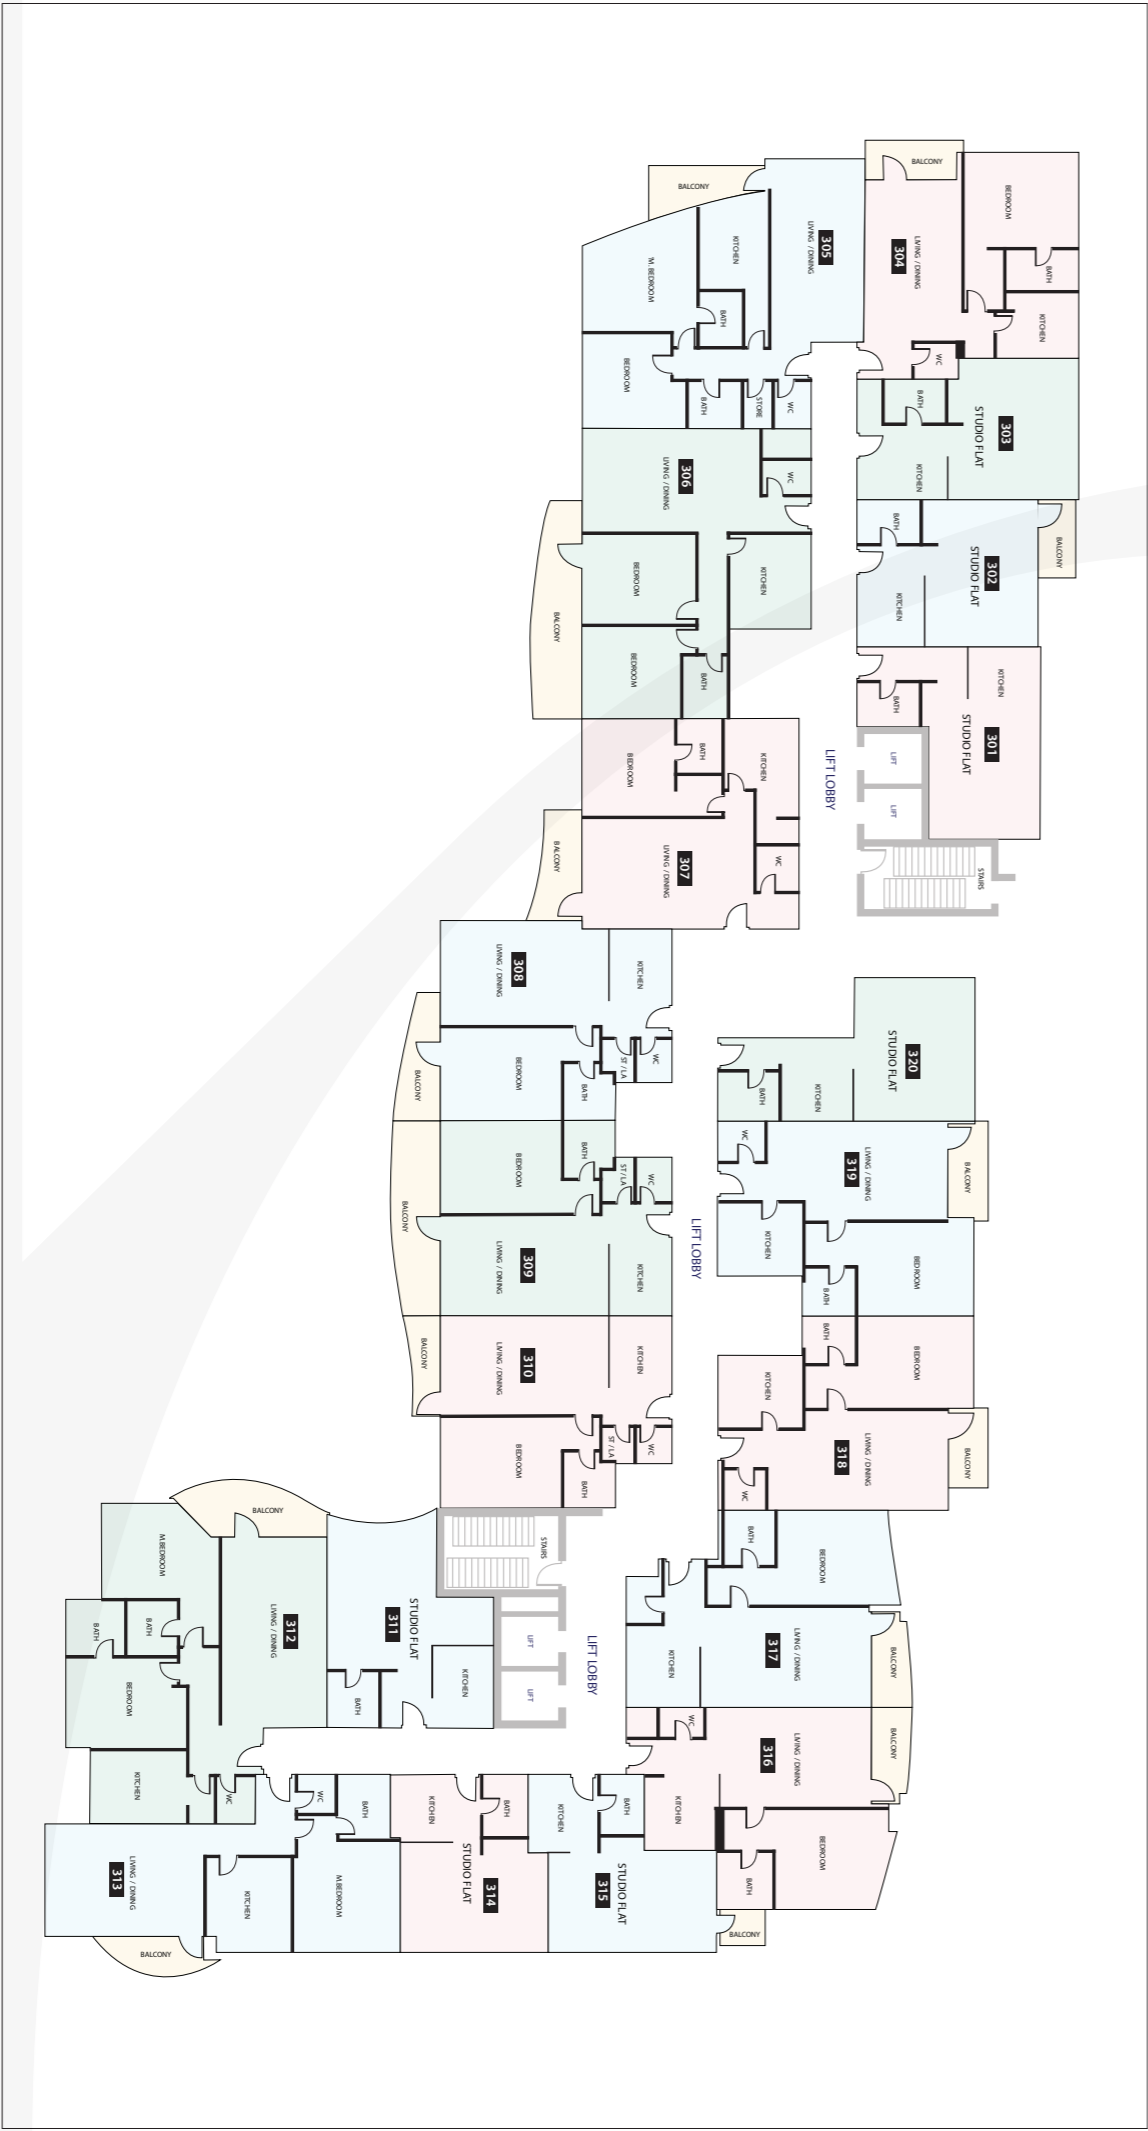 BALCONY
BEDROOM
304
LIVING / DINING
BATH
KITCHEN
WC
BALCONY
305
LIVING / DINING
KITCHEN
M. BEDROOM
BATH
BEDROOM
BATH
STORE
WC
303
STUDIO FLAT
BATH
KITCHEN
306
LIVING / DINING
WC
BEDROOM
KITCHEN
BALCONY
BEDROOM
BATH
302
STUDIO FLAT
BATH
KITCHEN
BALCONY
301
STUDIO FLAT
KITCHEN
BATH
LIFT LOBBY
LIFT
LIFT
STAIRS
BEDROOM
BATH
KITCHEN
307
LIVING / DINING
WC
BALCONY
308
LIVING / DINING
KITCHEN
BEDROOM
ST / LA
WC
BATH
BALCONY
320
STUDIO FLAT
KITCHEN
BATH
WC
319
LIVING / DINING
BALCONY
KITCHEN
BEDROOM
BATH
BATH
BEDROOM
ST / LA
WC
BALCONY
309
LIVING / DINING
KITCHEN
LIFT LOBBY
310
LIVING / DINING
KITCHEN
BALCONY
BEDROOM
ST / LA
WC
BATH
BATH
BEDROOM
KITCHEN
318
LIVING / DINING
BALCONY
WC
BATH
BEDROOM
317
LIVING / DINING
KITCHEN
BALCONY
STAIRS
LIFT
LIFT
LIFT LOBBY
BALCONY
M.BEDROOM
BATH
BATH
312
LIVING / DINING
BEDROOM
KITCHEN
WC
311
STUDIO FLAT
KITCHEN
BATH
WC
316
LIVING / DINING
BALCONY
KITCHEN
BEDROOM
BATH
313
LIVING / DINING
KITCHEN
WC
BATH
M.BEDROOM
BALCONY
KITCHEN
BATH
314
STUDIO FLAT
KITCHEN
BATH
315
STUDIO FLAT
BALCONY